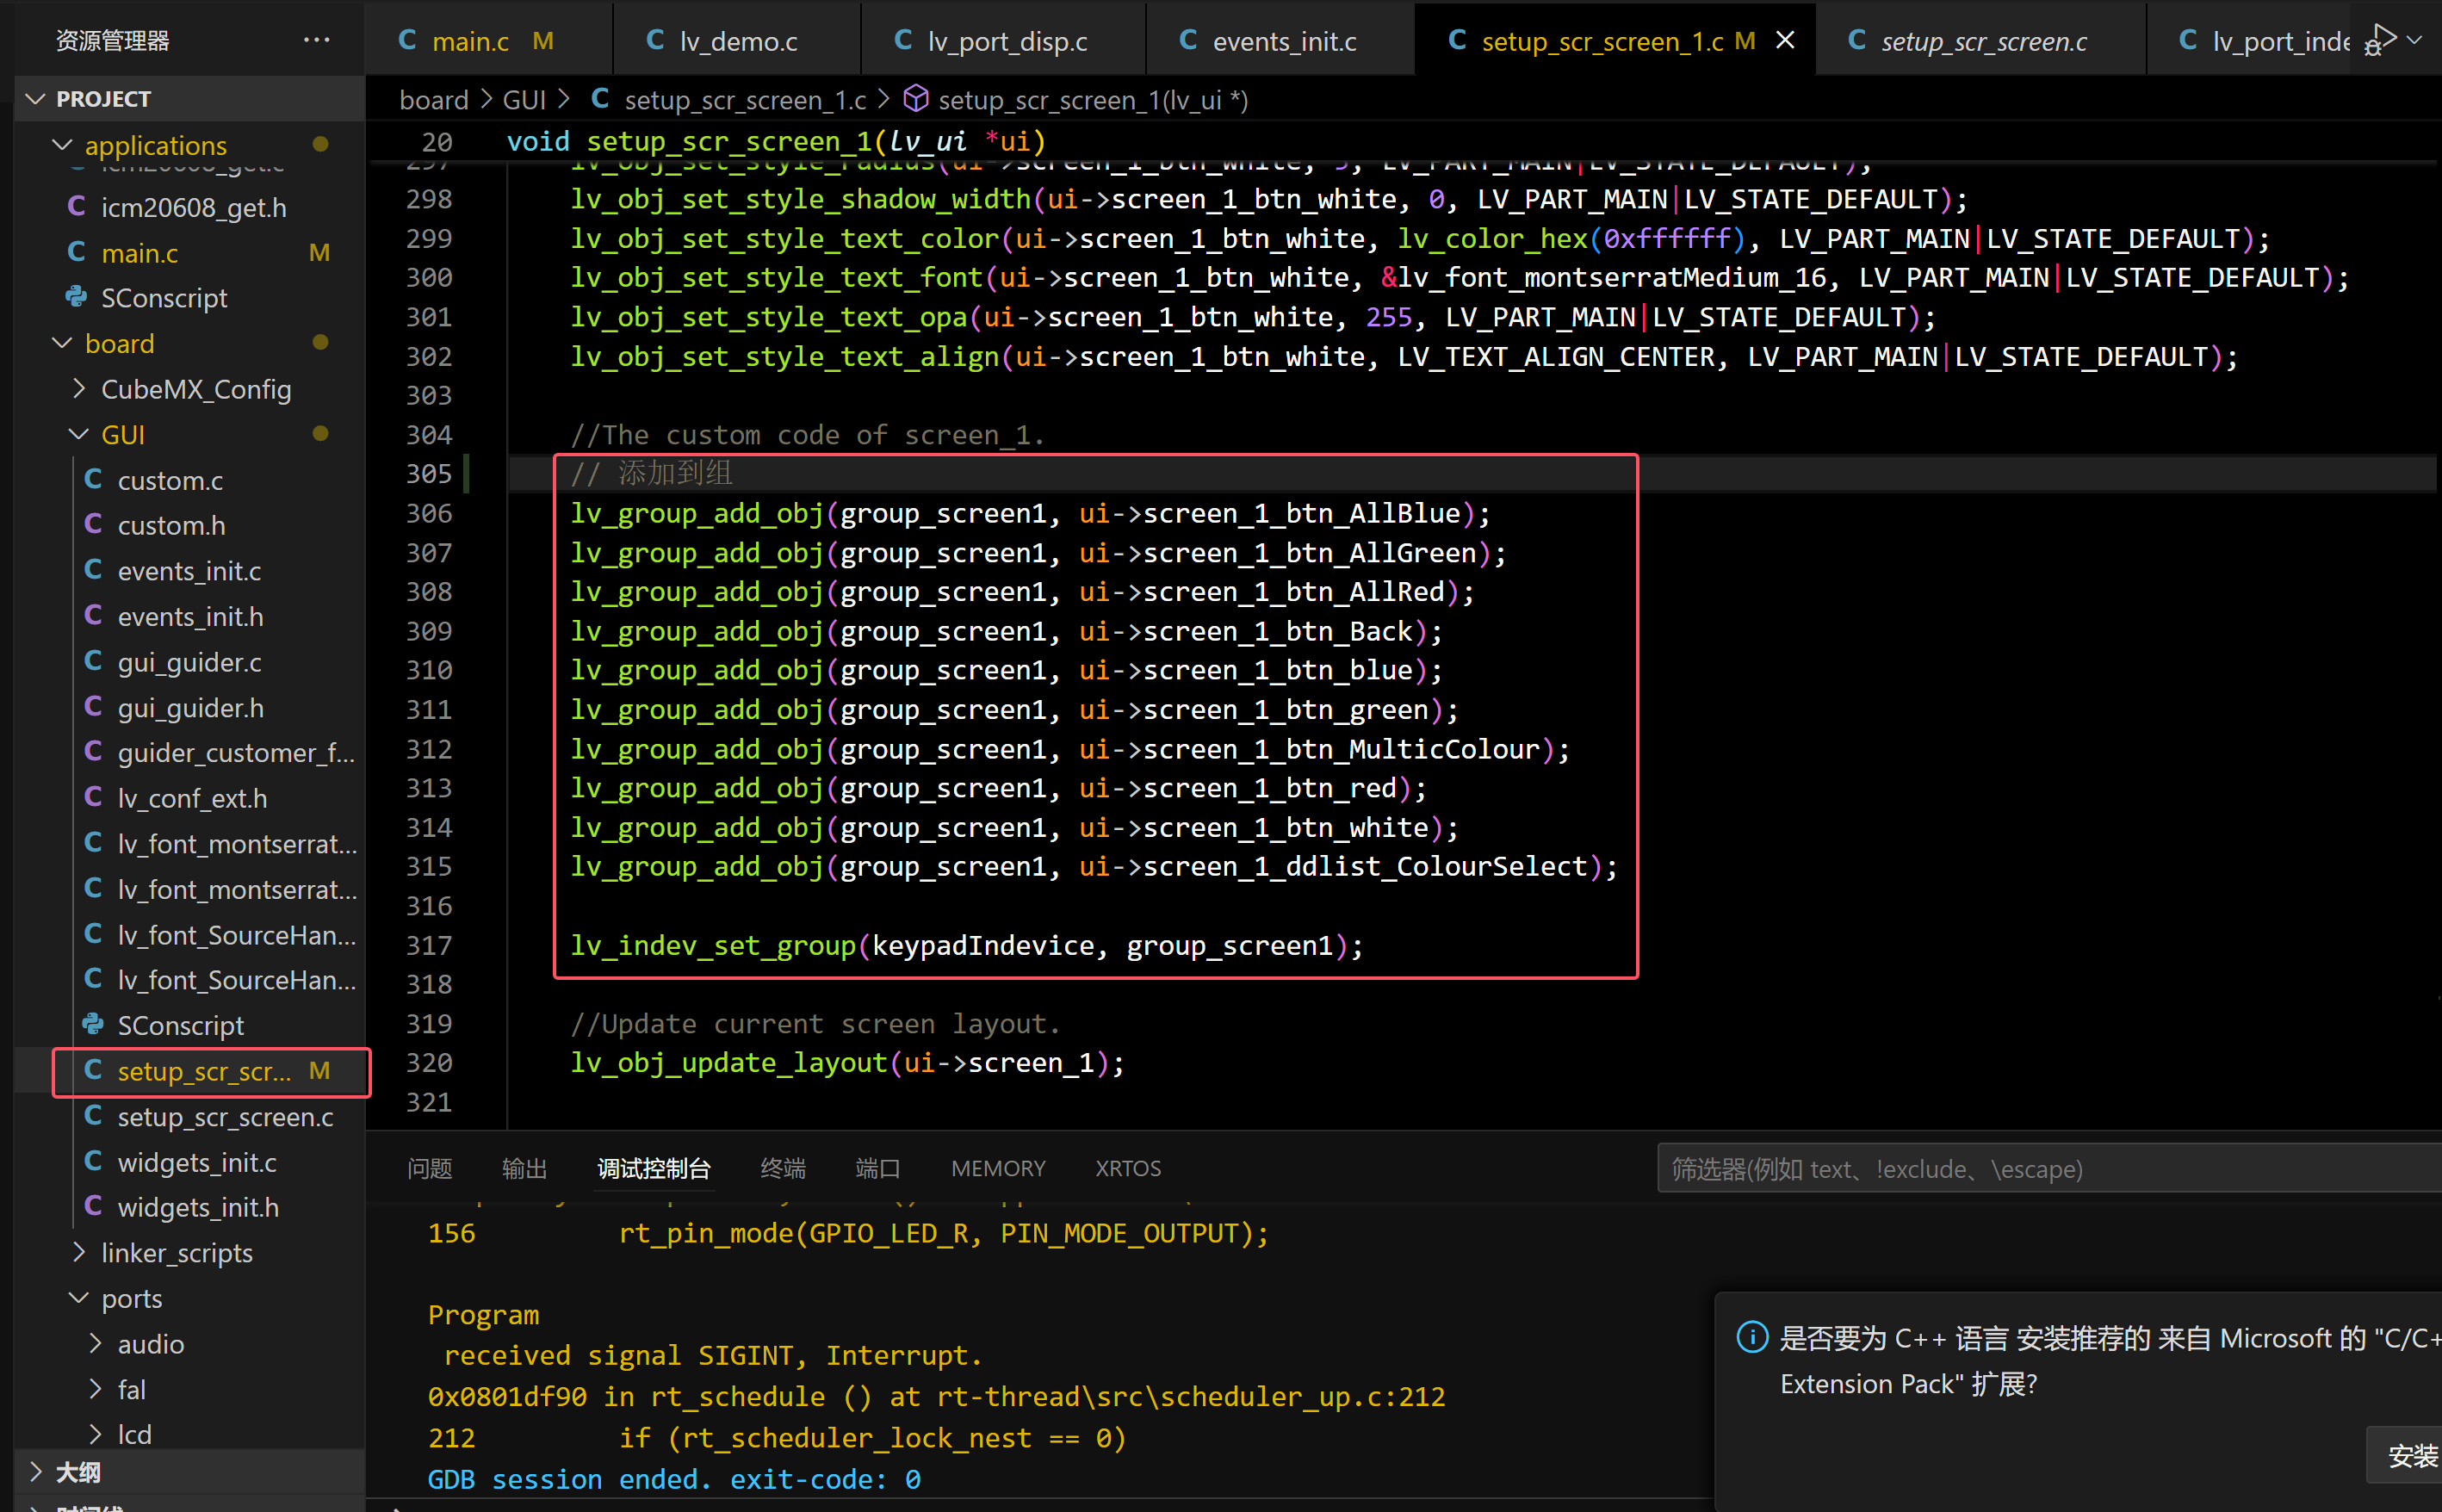 资源管理器
PROJECT
applications
icm20608_get.c
icm20608_get.h
main.c M
SConscript
board
CubeMX_Config
GUI
custom.c
custom.h
events_init.c
events_init.h
gui_guider.c
gui_guider.h
guider_customer_f...
lv_conf_ext.h
lv_font_montserrat...
lv_font_montserrat...
lv_font_SourceHan...
lv_font_SourceHan...
SConscript
setup_scr_scr... M
setup_scr_screen.c
widgets_init.c
widgets_init.h
linker_scripts
ports
audio
fal
lcd
大纲
时间线
main.c M
lv_demo.c
lv_port_disp.c
events_init.c
setup_scr_screen_1.c M
setup_scr_screen.c
lv_port_inde
board > GUI > C setup_scr_screen_1.c > setup_scr_screen_1(lv_ui *)
20 void setup_scr_screen_1(lv_ui *ui)
297 lv_obj_set_style_radius(ui->screen_1_btn_white, 5, LV_PART_MAIN|LV_STATE_DEFAULT);
298 lv_obj_set_style_shadow_width(ui->screen_1_btn_white, 0, LV_PART_MAIN|LV_STATE_DEFAULT);
299 lv_obj_set_style_text_color(ui->screen_1_btn_white, lv_color_hex(0xffffff), LV_PART_MAIN|LV_STATE_DEFAULT);
300 lv_obj_set_style_text_font(ui->screen_1_btn_white, &lv_font_montserratMedium_16, LV_PART_MAIN|LV_STATE_DEFAULT);
301 lv_obj_set_style_text_opa(ui->screen_1_btn_white, 255, LV_PART_MAIN|LV_STATE_DEFAULT);
302 lv_obj_set_style_text_align(ui->screen_1_btn_white, LV_TEXT_ALIGN_CENTER, LV_PART_MAIN|LV_STATE_DEFAULT);
303
304 //The custom code of screen_1.
305 // 添加到组
306 lv_group_add_obj(group_screen1, ui->screen_1_btn_AllBlue);
307 lv_group_add_obj(group_screen1, ui->screen_1_btn_AllGreen);
308 lv_group_add_obj(group_screen1, ui->screen_1_btn_AllRed);
309 lv_group_add_obj(group_screen1, ui->screen_1_btn_Back);
310 lv_group_add_obj(group_screen1, ui->screen_1_btn_blue);
311 lv_group_add_obj(group_screen1, ui->screen_1_btn_green);
312 lv_group_add_obj(group_screen1, ui->screen_1_btn_MulticColour);
313 lv_group_add_obj(group_screen1, ui->screen_1_btn_red);
314 lv_group_add_obj(group_screen1, ui->screen_1_btn_white);
315 lv_group_add_obj(group_screen1, ui->screen_1_ddlist_ColourSelect);
316
317 lv_indev_set_group(keypadIndevice, group_screen1);
318
319 //Update current screen layout.
320 lv_obj_update_layout(ui->screen_1);
321
问题 输出 调试控制台 终端 端口 MEMORY XRTOS
筛选器(例如 text、!exclude、\escape)
156 rt_pin_mode(GPIO_LED_R, PIN_MODE_OUTPUT);
Program
received signal SIGINT, Interrupt.
0x0801df90 in rt_schedule () at rt-thread\src\scheduler_up.c:212
212 if (rt_scheduler_lock_nest == 0)
GDB session ended. exit-code: 0
是否要为 C++ 语言 安装推荐的 来自 Microsoft 的 "C/C+
Extension Pack" 扩展?
安装